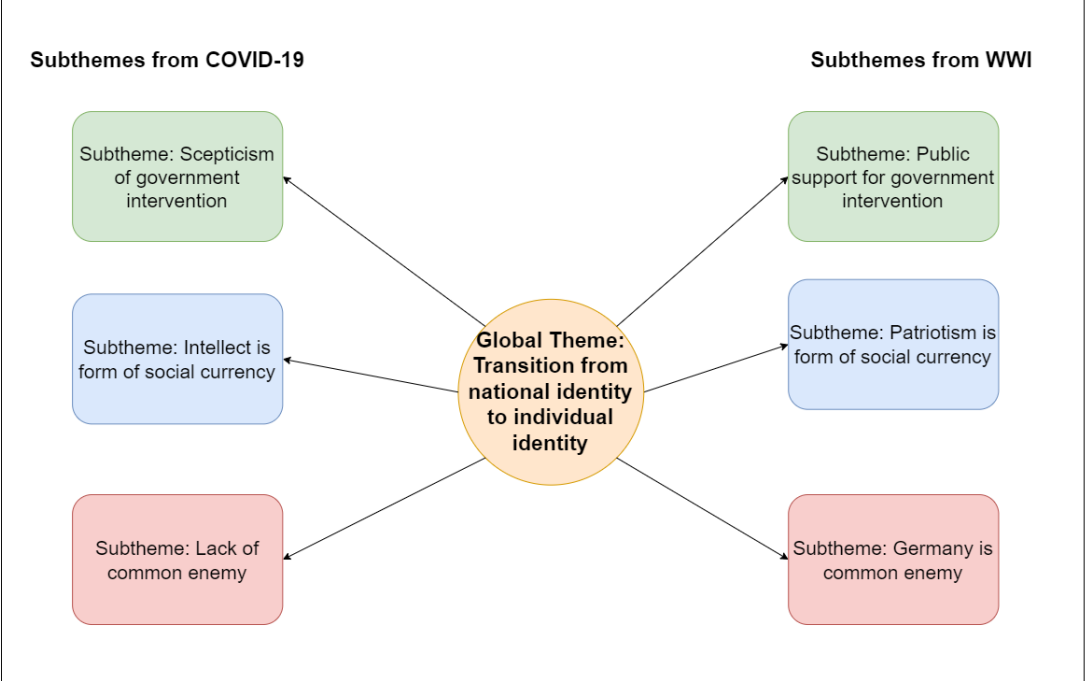 Subthemes from COVID-19
Subthemes from WWI
Subtheme: Scepticism
of government
intervention
Subtheme: Public
support for government
intervention
Subtheme: Intellect is
form of social currency
Global Theme:
Transition from
national identity
to individual
identity
Subtheme: Patriotism is
form of social currency
Subtheme: Lack of
common enemy
Subtheme: Germany is
common enemy